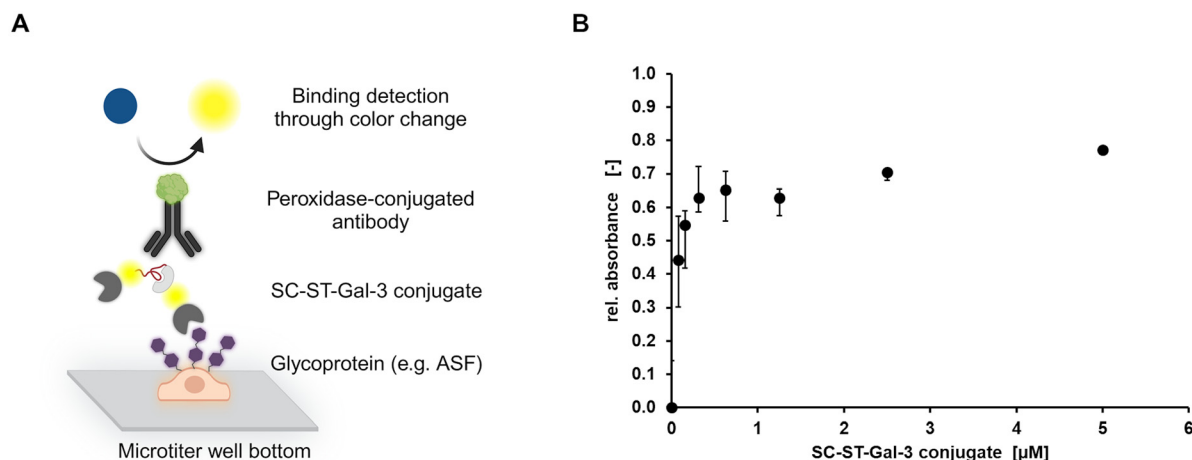 A
Binding detection
through color change
Peroxidase-conjugated
antibody
SC-ST-Gal-3 conjugate
Glycoprotein (e.g. ASF)
Microtiter well bottom
B
rel. absorbance [-]
1.0
0.9
0.8
0.7
0.6
0.5
0.4
0.3
0.2
0.1
0.0
0 1 2 3 4 5 6
SC-ST-Gal-3 conjugate [µM]